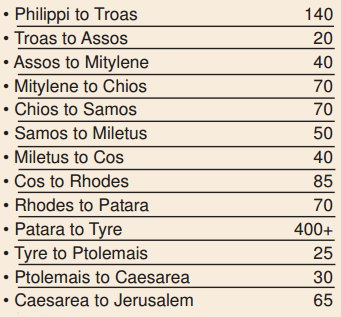 • Philippi to Troas 140
• Troas to Assos 20
• Assos to Mitylene 40
• Mitylene to Chios 70
• Chios to Samos 70
• Samos to Miletus 50
• Miletus to Cos 40
• Cos to Rhodes 85
• Rhodes to Patara 70
• Patara to Tyre 400+
• Tyre to Ptolemais 25
• Ptolemais to Caesarea 30
• Caesarea to Jerusalem 65